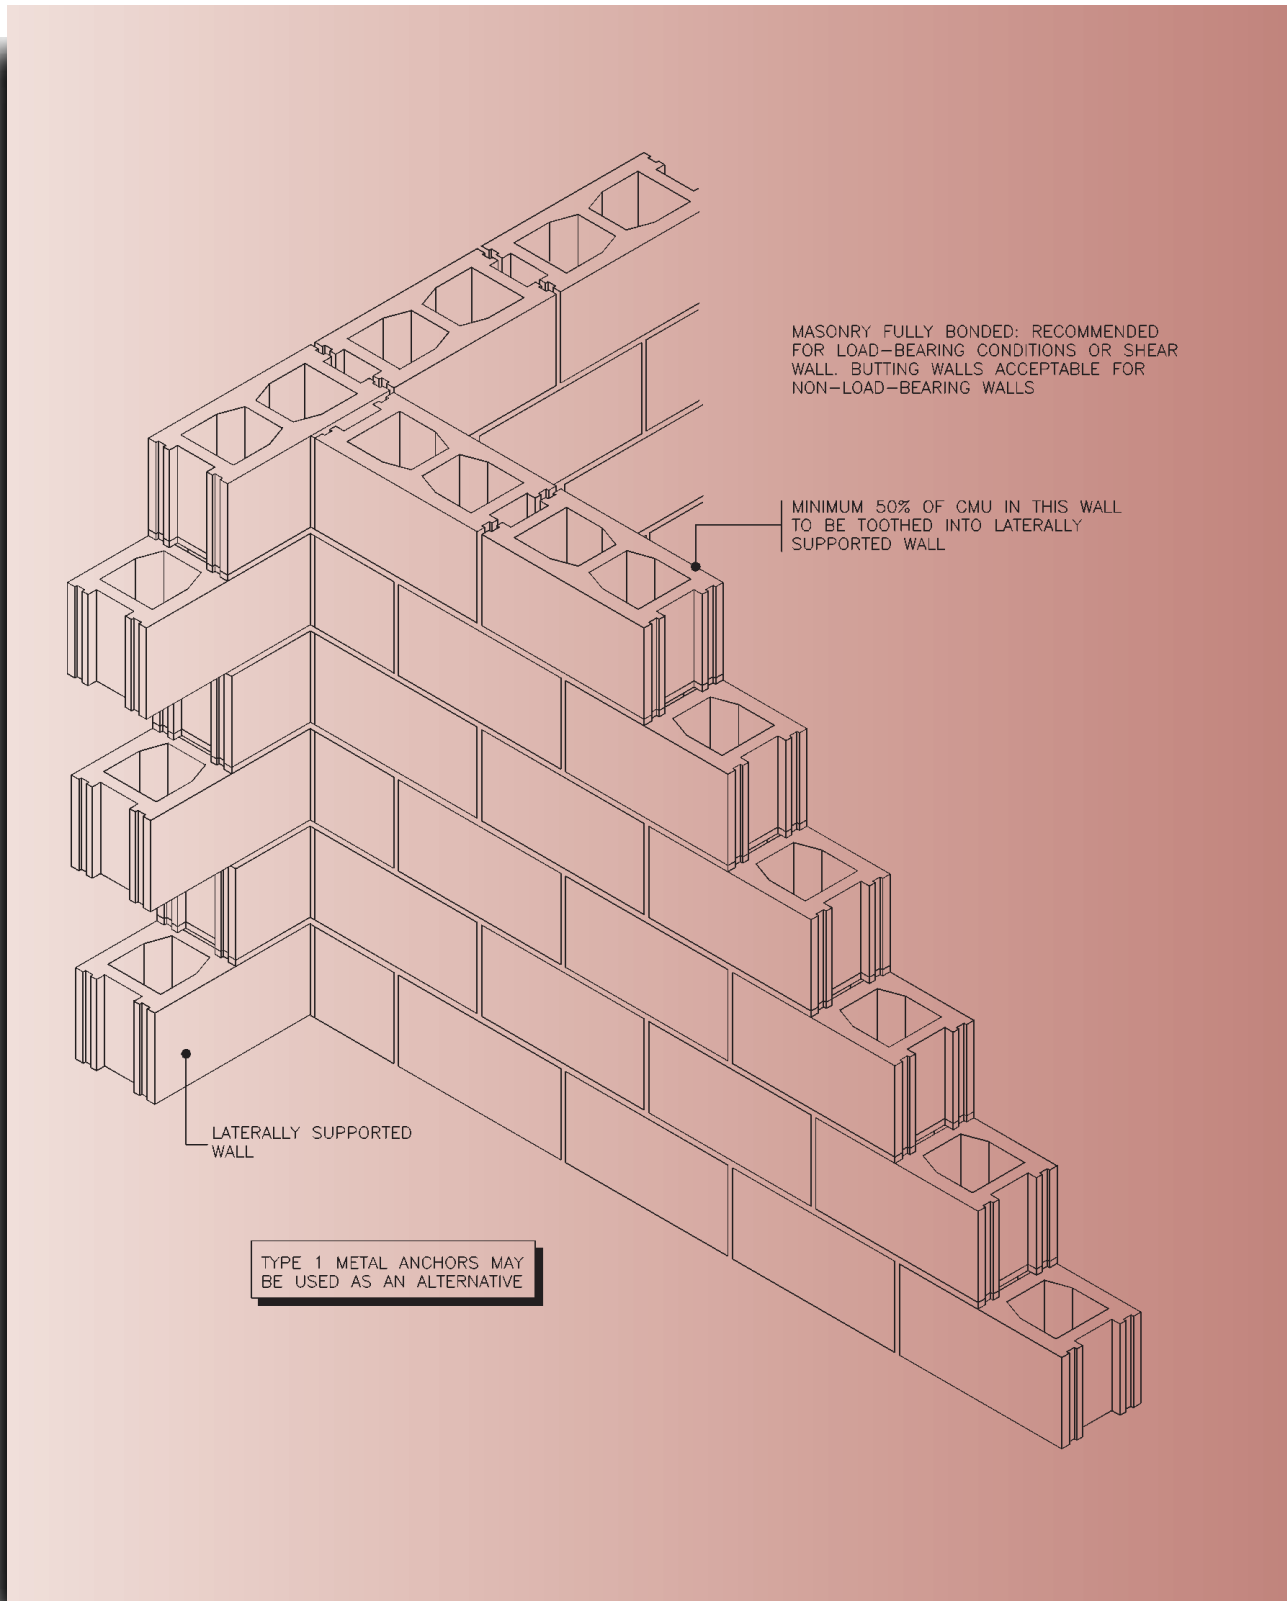 MASONRY FULLY BONDED: RECOMMENDED
FOR LOAD-BEARING CONDITIONS OR SHEAR
WALL. BUTTING WALLS ACCEPTABLE FOR
NON-LOAD-BEARING WALLS
MINIMUM 50% OF CMU IN THIS WALL
TO BE TOOTHED INTO LATERALLY
SUPPORTED WALL
LATERALLY SUPPORTED
WALL
TYPE 1 METAL ANCHORS MAY
BE USED AS AN ALTERNATIVE